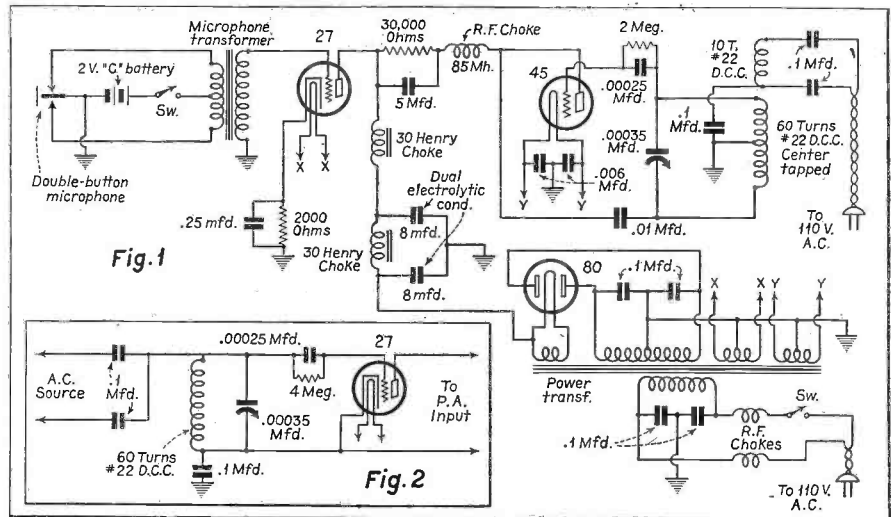 Microphone
transformer
27
30,000
Ohms
R.F. Choke
85 Mh.
5 Mfd.
45
2 Meg.
.00025
Mfd.
10 T,
#22
D.C.C.
.1 Mfd.
2 V. "C" battery
Sw.
Double-button
microphone
X X
30 Henry
Choke
.00035
Mfd.
.1
Mfd.
60 Turns
#22 D.C.C.
Center
tapped
.006
Mfd.
Y Y
.25 mfd.
2000
Ohms
Dual
electrolytic
cond.
8 mfd.
.01 Mfd.
To
110 V.
A.C.
30 Henry
Choke
8 mfd.
Fig.1
80
.1 Mfd.
X X Y Y
Power
transf.
.1 Mfd.
R.F.
Chokes
Sw.
To 110 V.
A.C.
A.C.
Source
.1
Mfd.
.00025 Mfd.
27
4 Meg.
.00035
Mfd.
60 Turns
#22 D.C.C.
.1 Mfd.
To
P.A.
Input
Fig.2